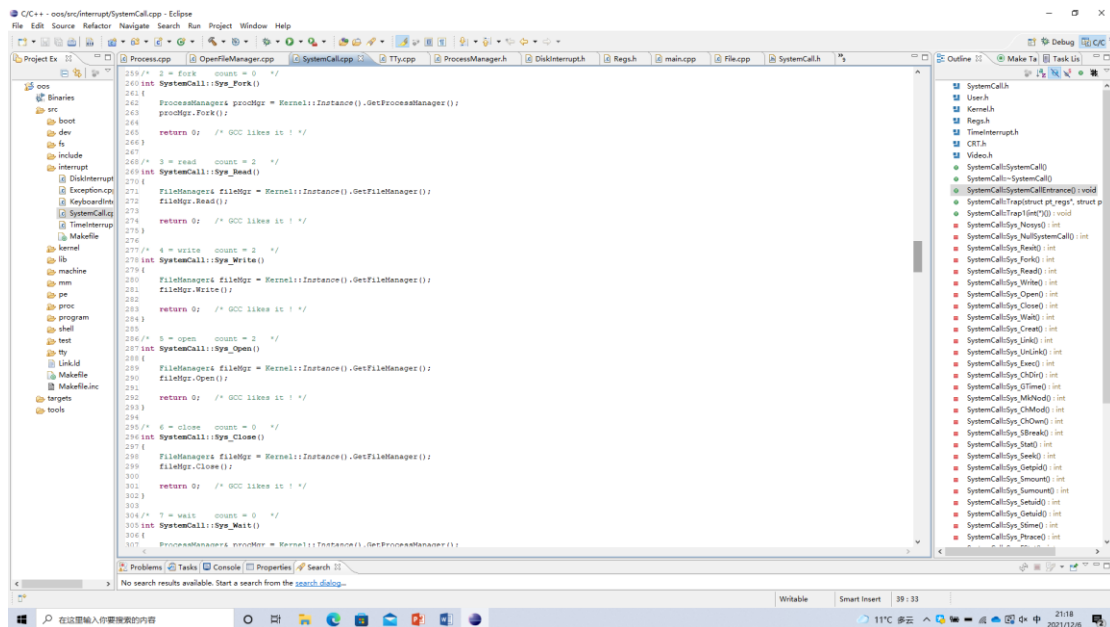 C/C++ - oos/src/interrupt/SystemCall.cpp - Eclipse
File Edit Source Refactor Navigate Search Run Project Window Help
Debug C/C
Project Ex
Process.cpp OpenFileManager.cpp SystemCall.cpp TTy.cpp ProcessManager.h DiskInterrupt.h Regs.h main.cpp File.cpp SystemCall.h
Outline Make Ta Task Lis
oos
Binaries
src
boot
dev
fs
include
interrupt
DiskInterrupt
Exception.cp
KeyboardInte
SystemCall.cp
TimeInterrup
Makefile
kernel
lib
machine
mm
pe
proc
program
shell
test
tty
Link.ld
Makefile
Makefile.inc
targets
tools
259 /* 2 = fork count = 0 */
260 int SystemCall::Sys_Fork()
261 {
262 ProcessManager& procMgr = Kernel::Instance().GetProcessManager();
263 procMgr.Fork();
264
265 return 0; /* GCC likes it ! */
266 }
267
268 /* 3 = read count = 2 */
269 int SystemCall::Sys_Read()
270 {
271 FileManager& fileMgr = Kernel::Instance().GetFileManager();
272 fileMgr.Read();
273
274 return 0; /* GCC likes it ! */
275 }
276
277 /* 4 = write count = 2 */
278 int SystemCall::Sys_Write()
279 {
280 FileManager& fileMgr = Kernel::Instance().GetFileManager();
281 fileMgr.Write();
282
283 return 0; /* GCC likes it ! */
284 }
285
286 /* 5 = open count = 2 */
287 int SystemCall::Sys_Open()
288 {
289 FileManager& fileMgr = Kernel::Instance().GetFileManager();
290 fileMgr.Open();
291
292 return 0; /* GCC likes it ! */
293 }
294
295 /* 6 = close count = 0 */
296 int SystemCall::Sys_Close()
297 {
298 FileManager& fileMgr = Kernel::Instance().GetFileManager();
299 fileMgr.Close();
300
301 return 0; /* GCC likes it ! */
302 }
303
304 /* 7 = wait count = 0 */
305 int SystemCall::Sys_Wait()
306 {
307 ProcessManager& procMgr = Kernel::Instance().GetProcessManager();
SystemCall.h
User.h
Kernel.h
Regs.h
TimeInterrupt.h
CRT.h
Video.h
SystemCall::SystemCall()
SystemCall::~SystemCall()
SystemCall::SystemCallEntrance() : void
SystemCall::Trap(struct pt_regs*, struct p
SystemCall::Trap1(int(*)()) : void
SystemCall::Sys_Nosys() : int
SystemCall::Sys_NullSystemCall() : int
SystemCall::Sys_Rexit() : int
SystemCall::Sys_Fork() : int
SystemCall::Sys_Read() : int
SystemCall::Sys_Write() : int
SystemCall::Sys_Open() : int
SystemCall::Sys_Close() : int
SystemCall::Sys_Wait() : int
SystemCall::Sys_Creat() : int
SystemCall::Sys_Link() : int
SystemCall::Sys_UnLink() : int
SystemCall::Sys_Exec() : int
SystemCall::Sys_ChDir() : int
SystemCall::Sys_GTime() : int
SystemCall::Sys_MkNod() : int
SystemCall::Sys_ChMod() : int
SystemCall::Sys_ChOwn() : int
SystemCall::Sys_SBreak() : int
SystemCall::Sys_Stat() : int
SystemCall::Sys_Seek() : int
SystemCall::Sys_Getpid() : int
SystemCall::Sys_Smount() : int
SystemCall::Sys_Sumount() : int
SystemCall::Sys_Setuid() : int
SystemCall::Sys_Getuid() : int
SystemCall::Sys_Stime() : int
SystemCall::Sys_Ptrace() : int
Problems Tasks Console Properties Search
No search results available. Start a search from the search dialog...
Writable Smart Insert 39 : 33
在这里输入你要搜索的内容
11°C 多云 中 21:18
2021/12/6